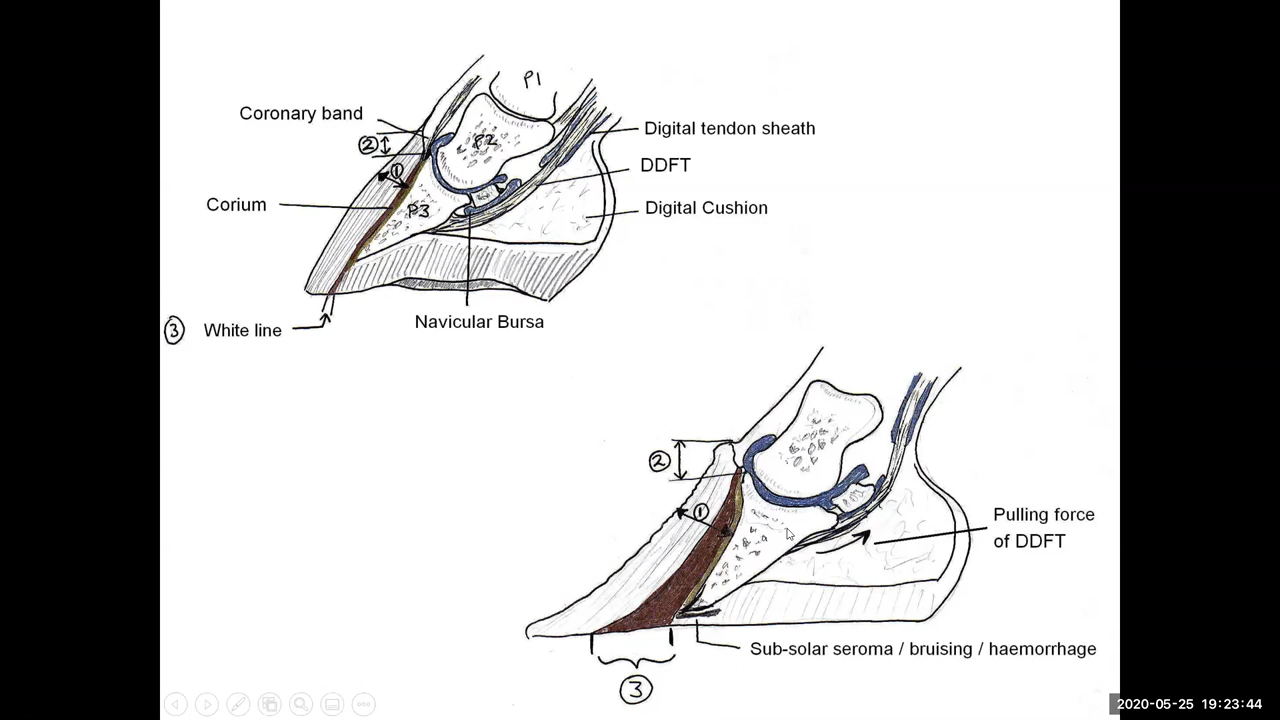 P1
Coronary band
Digital tendon sheath
②
P2
DDFT
①
Corium
P3
Digital Cushion
③ White line
Navicular Bursa
②
①
Pulling force
of DDFT
Sub-solar seroma / bruising / haemorrhage
③
2020-05-25 19:23:44